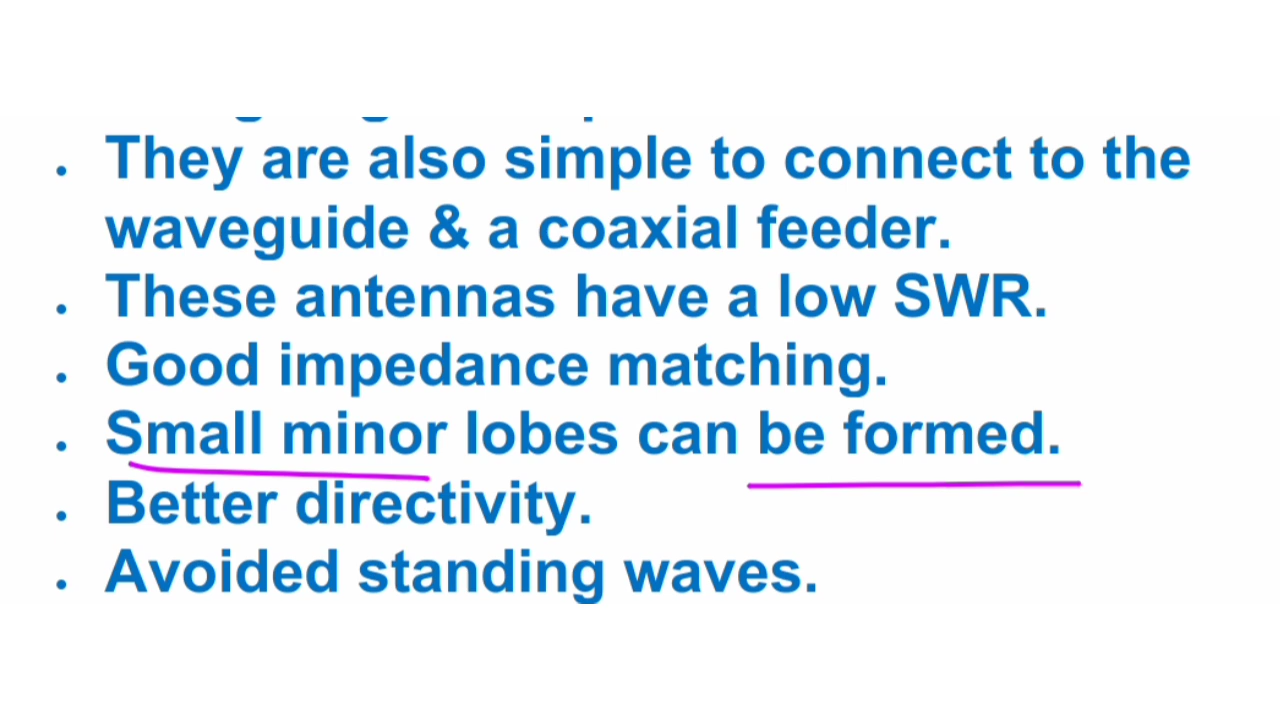 • They are also simple to connect to the
waveguide & a coaxial feeder.
• These antennas have a low SWR.
• Good impedance matching.
• Small minor lobes can be formed.
• Better directivity.
• Avoided standing waves.